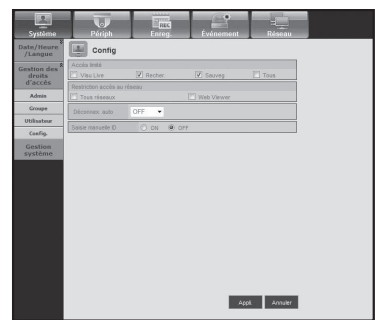 Système Périph Enreg. Événement Réseau
Date/Heure
/Langue
Config
Gestion des
droits
d'accès
Accès limité
Visu Live Recher Sauveg. Tous
Restriction accès au réseau
Tous réseaux Web Viewer
Admin
Groupe
Déconnex. auto OFF
Utilisateur
Saisie manuelle ID ON OFF
Config.
Gestion
système
Appli. Annuler